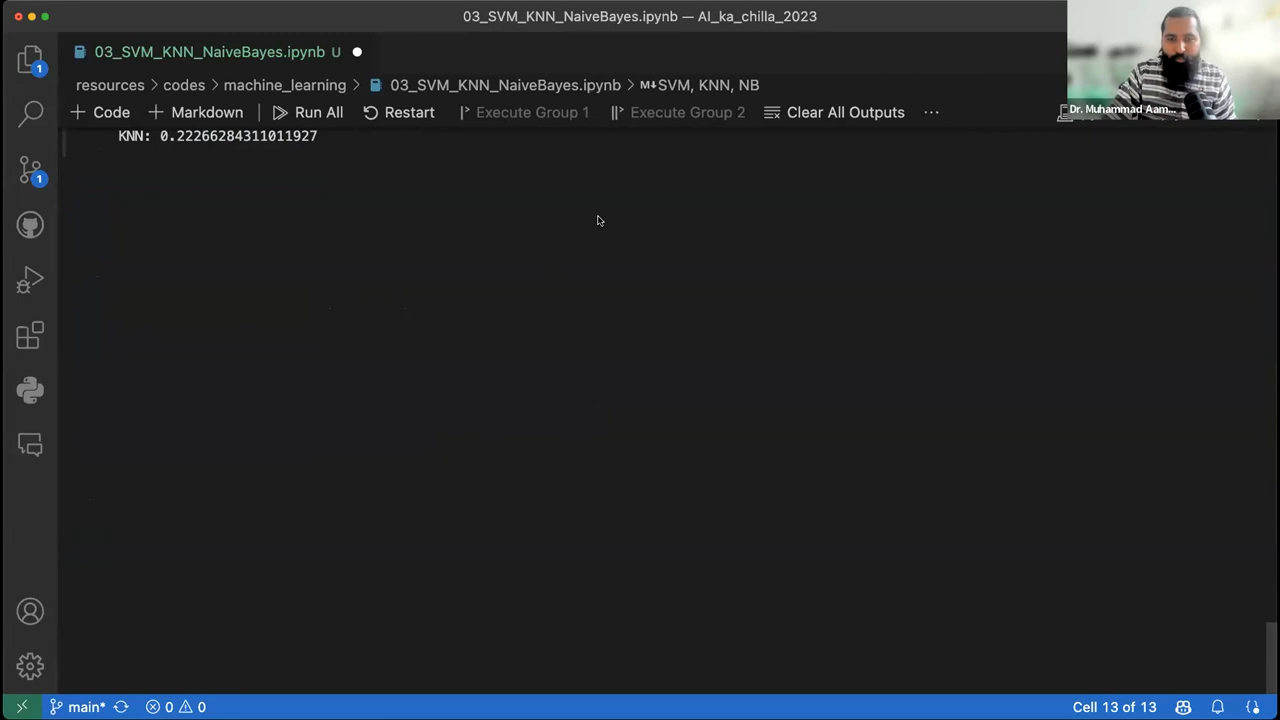 03_SVM_KNN_NaiveBayes.ipynb — AI_ka_chilla_2023
03_SVM_KNN_NaiveBayes.ipynb U
resources > codes > machine_learning > 03_SVM_KNN_NaiveBayes.ipynb > M↓SVM, KNN, NB
+ Code + Markdown Run All Restart Execute Group 1 Execute Group 2 Clear All Outputs ...
Dr. Muhammad Aam...
KNN: 0.22266284311011927
1
1
main* 0 0 Cell 13 of 13